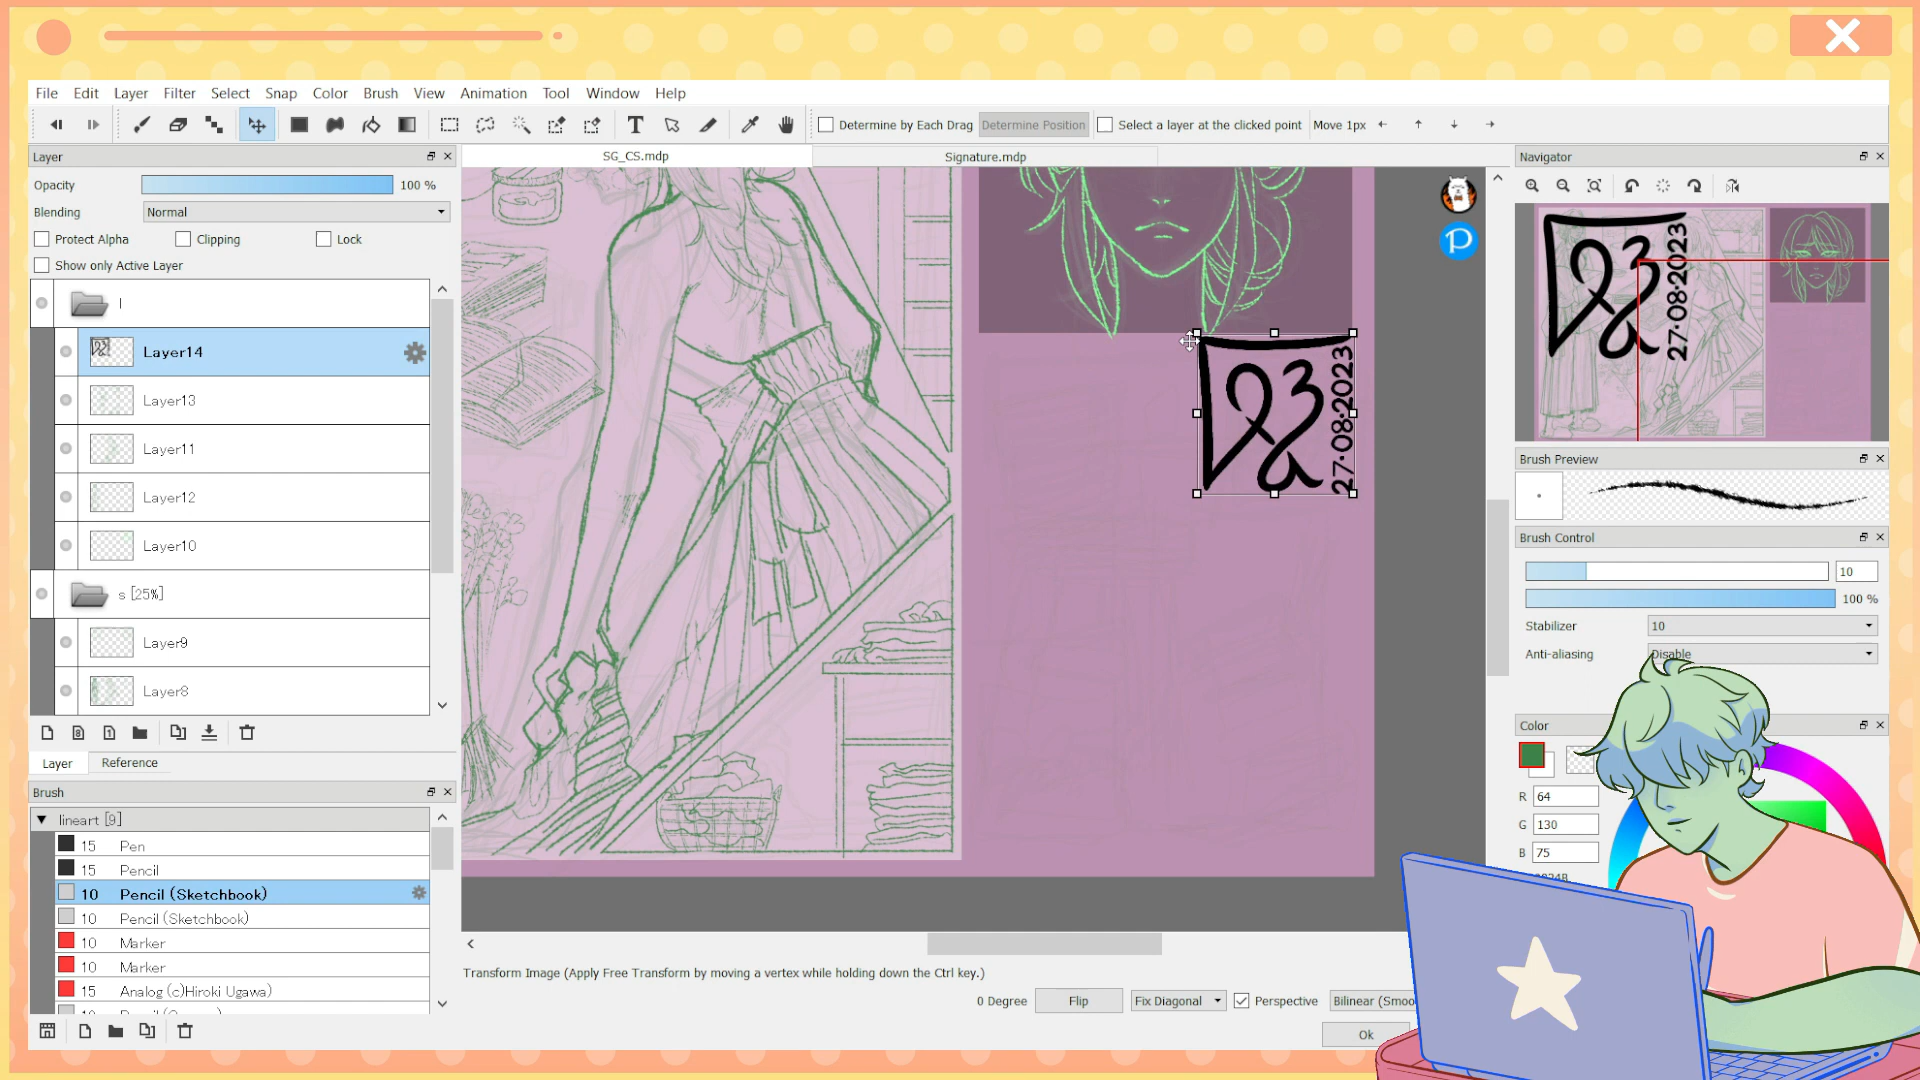 File Edit Layer Filter Select Snap Color Brush View Animation Tool Window Help
T Determine by Each Drag Determine Position Select a layer at the clicked point Move 1px
Layer
SG_CS.mdp Signature.mdp
Navigator
Opacity 100 %
Blending Normal
Protect Alpha Clipping Lock
Show only Active Layer
l
Layer14
Layer13
Layer11
Layer12
Layer10
s [25%]
Layer9
Layer8
Layer Reference
27·08·2023
27·08·2023
Brush Preview
Brush Control
10
100 %
Stabilizer 10
Anti-aliasing Disable
Color
R 64
G 130
B 75
Brush
lineart [9]
15 Pen
15 Pencil
10 Pencil (Sketchbook)
10 Pencil (Sketchbook)
10 Marker
10 Marker
15 Analog (c)Hiroki Ugawa)
Transform Image (Apply Free Transform by moving a vertex while holding down the Ctrl key.)
0 Degree Flip Fix Diagonal Perspective Bilinear (Smoo
Ok